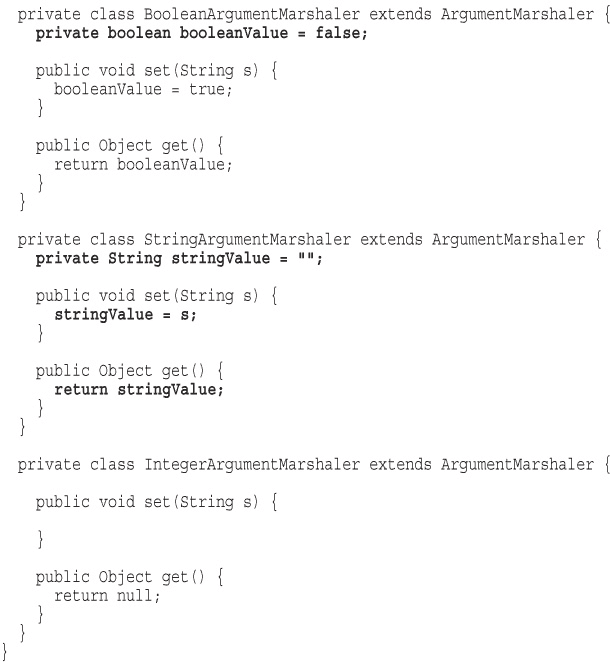 private class BooleanArgumentMarshaler extends ArgumentMarshaler {
private boolean booleanValue = false;
public void set(String s) {
booleanValue = true;
}
public Object get() {
return booleanValue;
}
}
private class StringArgumentMarshaler extends ArgumentMarshaler {
private String stringValue = "";
public void set(String s) {
stringValue = s;
}
public Object get() {
return stringValue;
}
}
private class IntegerArgumentMarshaler extends ArgumentMarshaler {
public void set(String s) {
}
public Object get() {
return null;
}
}
}